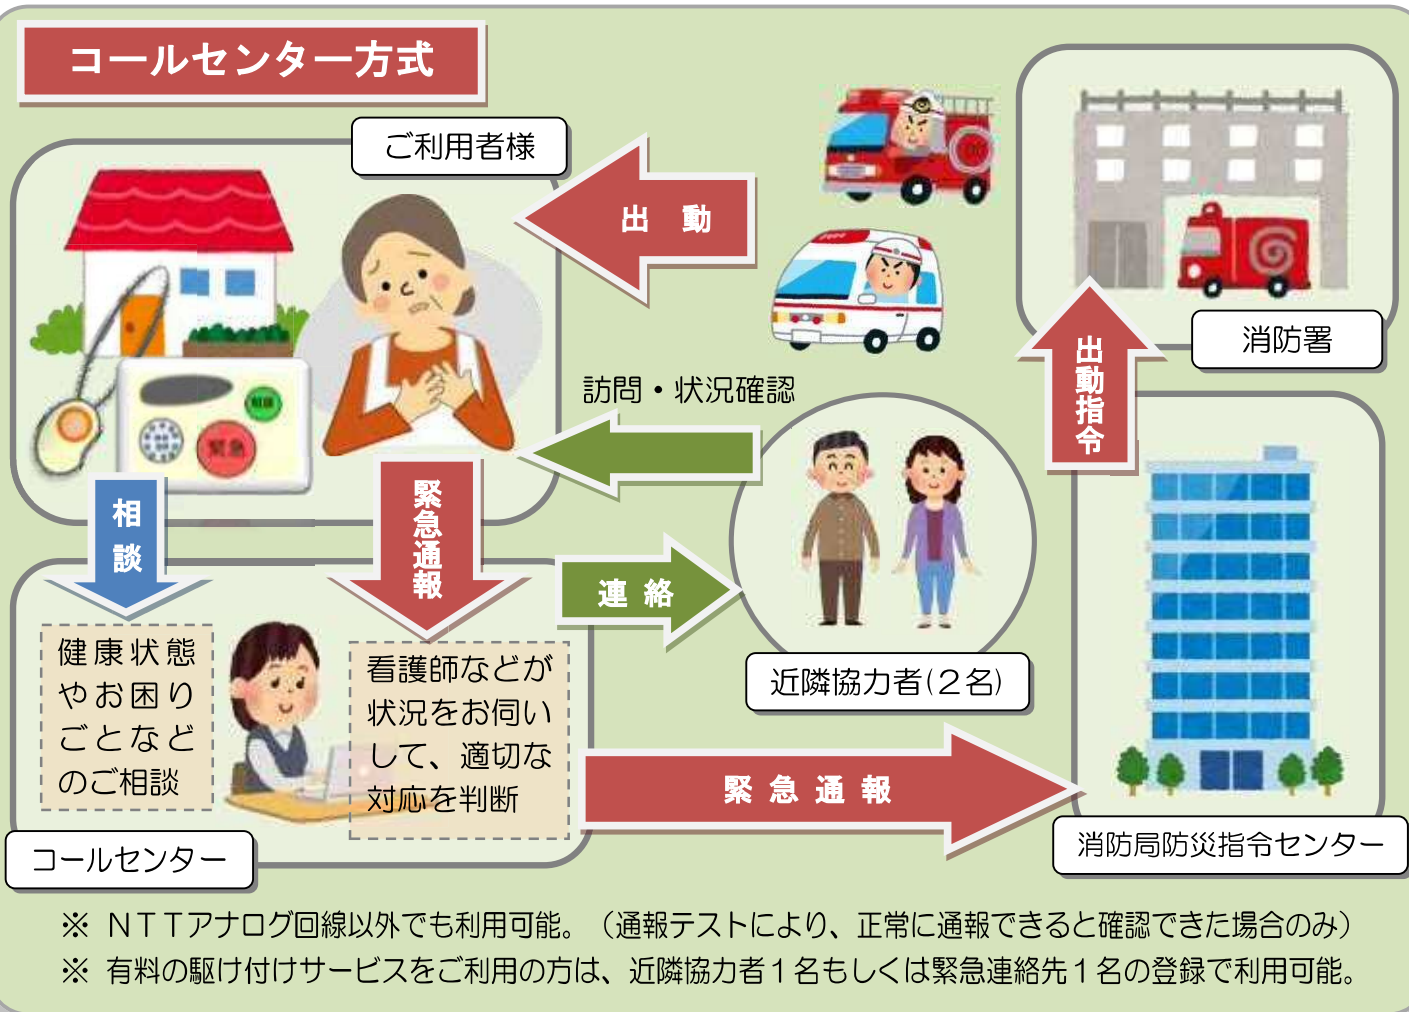 コールセンター方式
ご利用者様
出動
消防署
出動指令
訪問・状況確認
緊急
相談
相談
緊急通報
連絡
近隣協力者(２名)
健康状態
やお困り
ごとなど
のご相談
看護師などが
状況をお伺い
して、適切な
対応を判断
緊急通報
コールセンター
消防局防災指令センター
※ ＮＴＴアナログ回線以外でも利用可能。（通報テストにより、正常に通報できると確認できた場合のみ）
※ 有料の駆け付けサービスをご利用の方は、近隣協力者１名もしくは緊急連絡先１名の登録で利用可能。